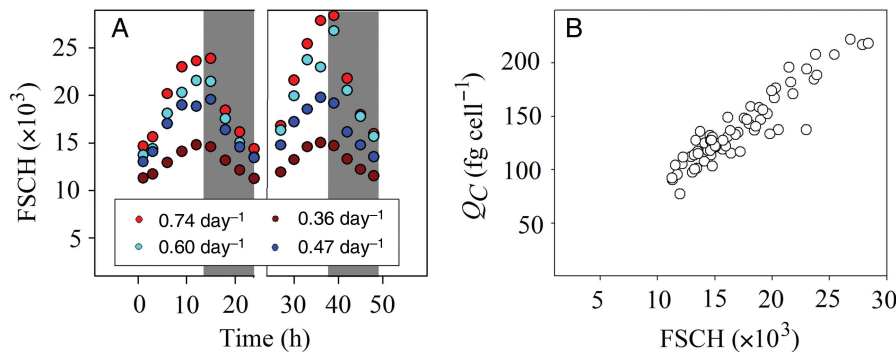 A
FSCH (×10³)
25
20
15
10
5
0.74 day⁻¹
0.36 day⁻¹
0.60 day⁻¹
0.47 day⁻¹
0 10 20 30 40 50
Time (h)
B
QC (fg cell⁻¹)
200
150
100
50
5 10 15 20 25 30
FSCH (×10³)